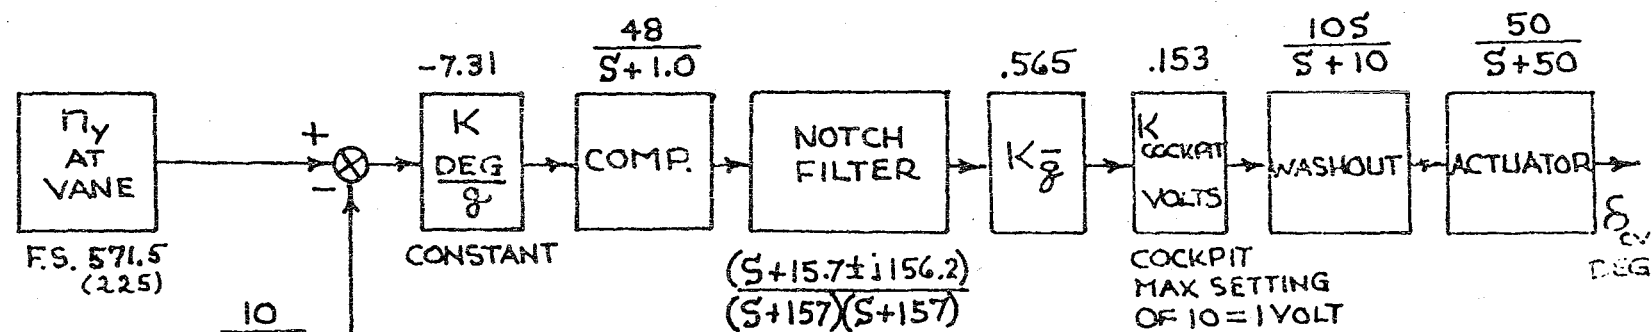 48
S+1.0
-7.31
.565
.153
10S
S+10
50
S+50
+
-
ny
AT
VANE
K
DEG
g
COMP.
NOTCH
FILTER
Kq̄
K
COCKPIT
VOLTS
WASHOUT
ACTUATOR
δcv
DEG
F.S. 571.5
(225)
CONSTANT
(S+15.7±j156.2)
(S+157)(S+157)
COCKPIT
MAX SETTING
OF 10=1VOLT
10